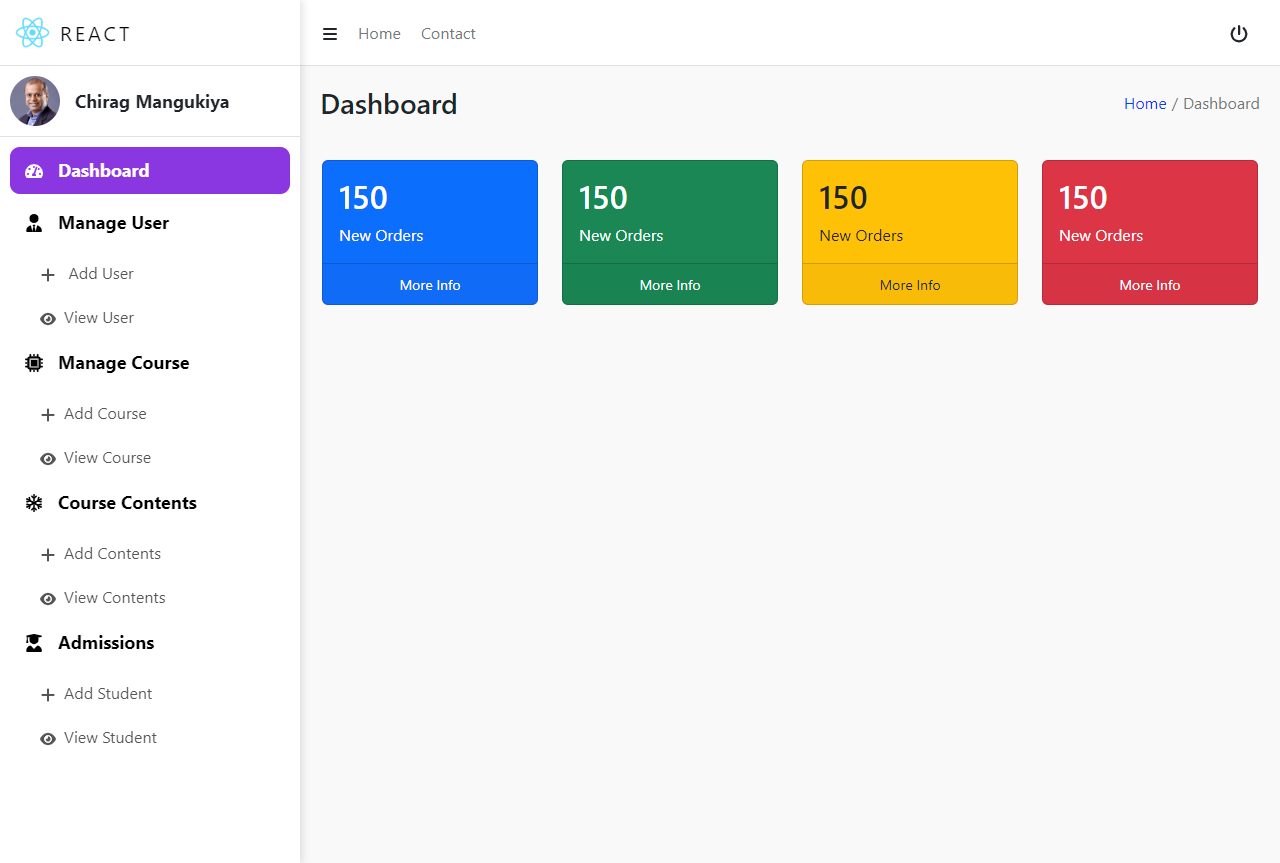 REACT
Home
Contact
Chirag Mangukiya
Dashboard
Manage User
Add User
View User
Manage Course
Add Course
View Course
Course Contents
Add Contents
View Contents
Admissions
Add Student
View Student
Dashboard
Home / Dashboard
150
New Orders
More Info
150
New Orders
More Info
150
New Orders
More Info
150
New Orders
More Info